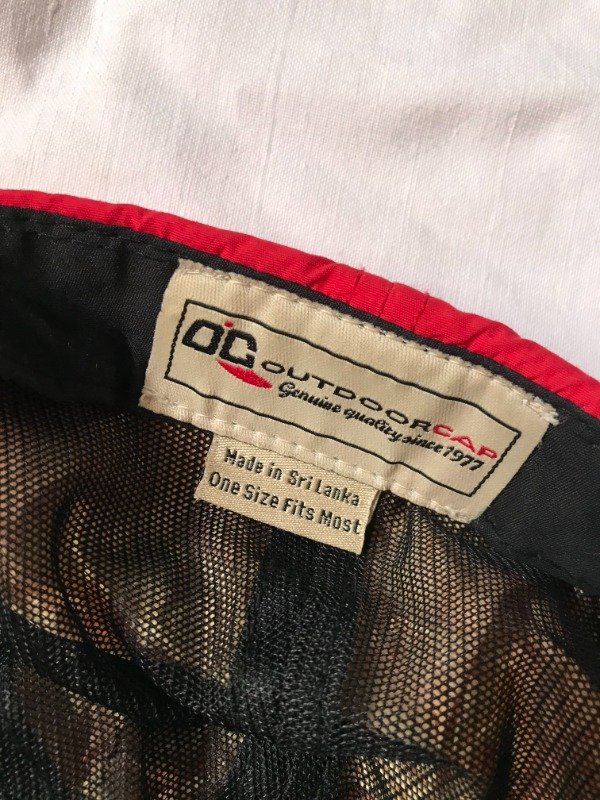 OC OUTDOORCAP
Genuine quality since 1977
Made in Sri Lanka
One Size Fits Most